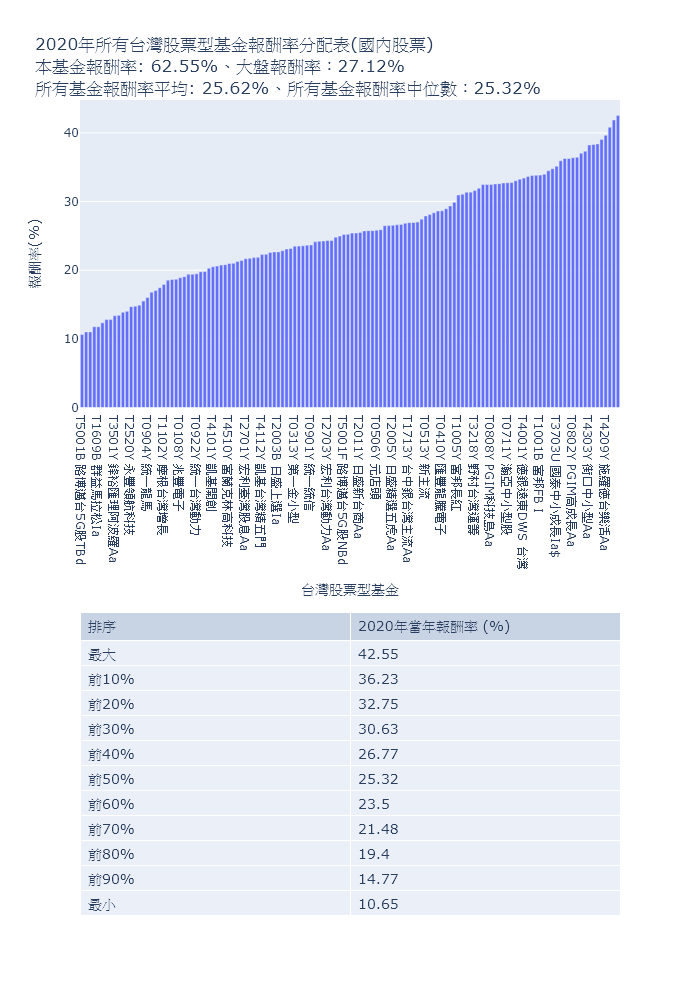 2020年所有台灣股票型基金報酬率分配表(國內股票)
本基金報酬率: 62.55%、大盤報酬率：27.12%
所有基金報酬率平均: 25.62%、所有基金報酬率中位數：25.32%
報酬率(%)
40
30
20
10
0
T5001B 路博邁台5G股TBd
T1609B 群益馬拉松Ia
T3501Y 鋒裕匯理阿波羅Aa
T2520Y 永豐領航科技
T0904Y 統一龍馬
T1102Y 摩根台灣增長
T0108Y 兆豐電子
T0922Y 統一台灣動力
T4101Y 凱基開創
T4510Y 富蘭克林高科技
T2701Y 宏利臺灣股息Aa
T4112Y 凱基台灣精五門
T2003B 日盛上選Ia
T0313Y 第一金小型
T0901Y 統一統信
T2703Y 宏利台灣動力Aa
T5001F 路博邁台5G股NBd
T2011Y 日盛新台商Aa
T0506Y 元店頭
T2005Y 日盛精選五虎Aa
T1713Y 台中銀台灣主流Aa
T0513Y 新主流
T0410Y 匯豐龍騰電子
T1005Y 富邦長紅
T3218Y 野村台灣運籌
T0808Y PGIM科技島Aa
T0711Y 瀚亞中小型股
T4001Y 德銀遠東DWS 台灣
T1001B 富邦FB I
T3703U 國泰中小成長Ia$
T0802Y PGIM高成長Aa
T4303Y 街口中小型Aa
T4209Y 施羅德台樂活Aa
台灣股票型基金
排序 2020年當年報酬率 (%)
最大 42.55
前10% 36.23
前20% 32.75
前30% 30.63
前40% 26.77
前50% 25.32
前60% 23.5
前70% 21.48
前80% 19.4
前90% 14.77
最小 10.65